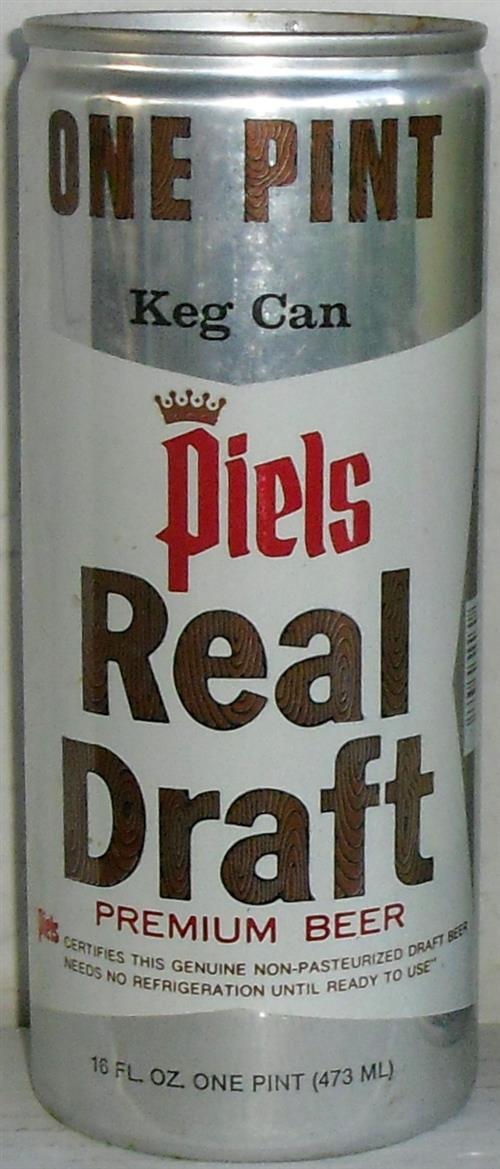 ONE PINT
Keg Can
Piels
Real
Draft
PREMIUM BEER
Piels CERTIFIES THIS GENUINE NON-PASTEURIZED DRAFT BEER
NEEDS NO REFRIGERATION UNTIL READY TO USE"
16 FL. OZ. ONE PINT (473 ML)